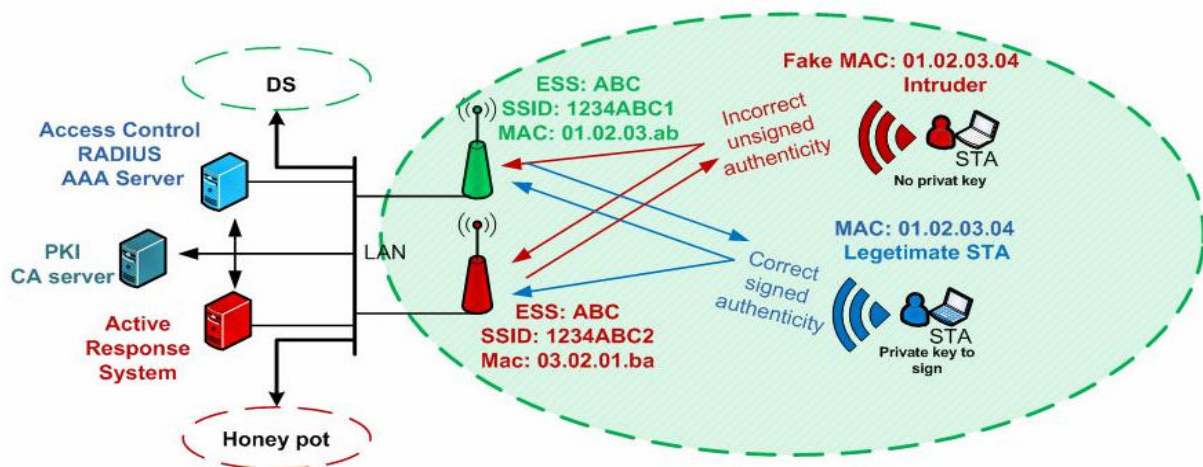 DS
Access Control
RADIUS
AAA Server
PKI
CA server
LAN
Active
Response
System
Honey pot
ESS: ABC
SSID: 1234ABC1
MAC: 01.02.03.ab
ESS: ABC
SSID: 1234ABC2
Mac: 03.02.01.ba
Incorrect
unsigned
authenticity
Correct
signed
authenticity
Fake MAC: 01.02.03.04
Intruder
STA
No privat key
MAC: 01.02.03.04
Legetimate STA
STA
Private key to
sign